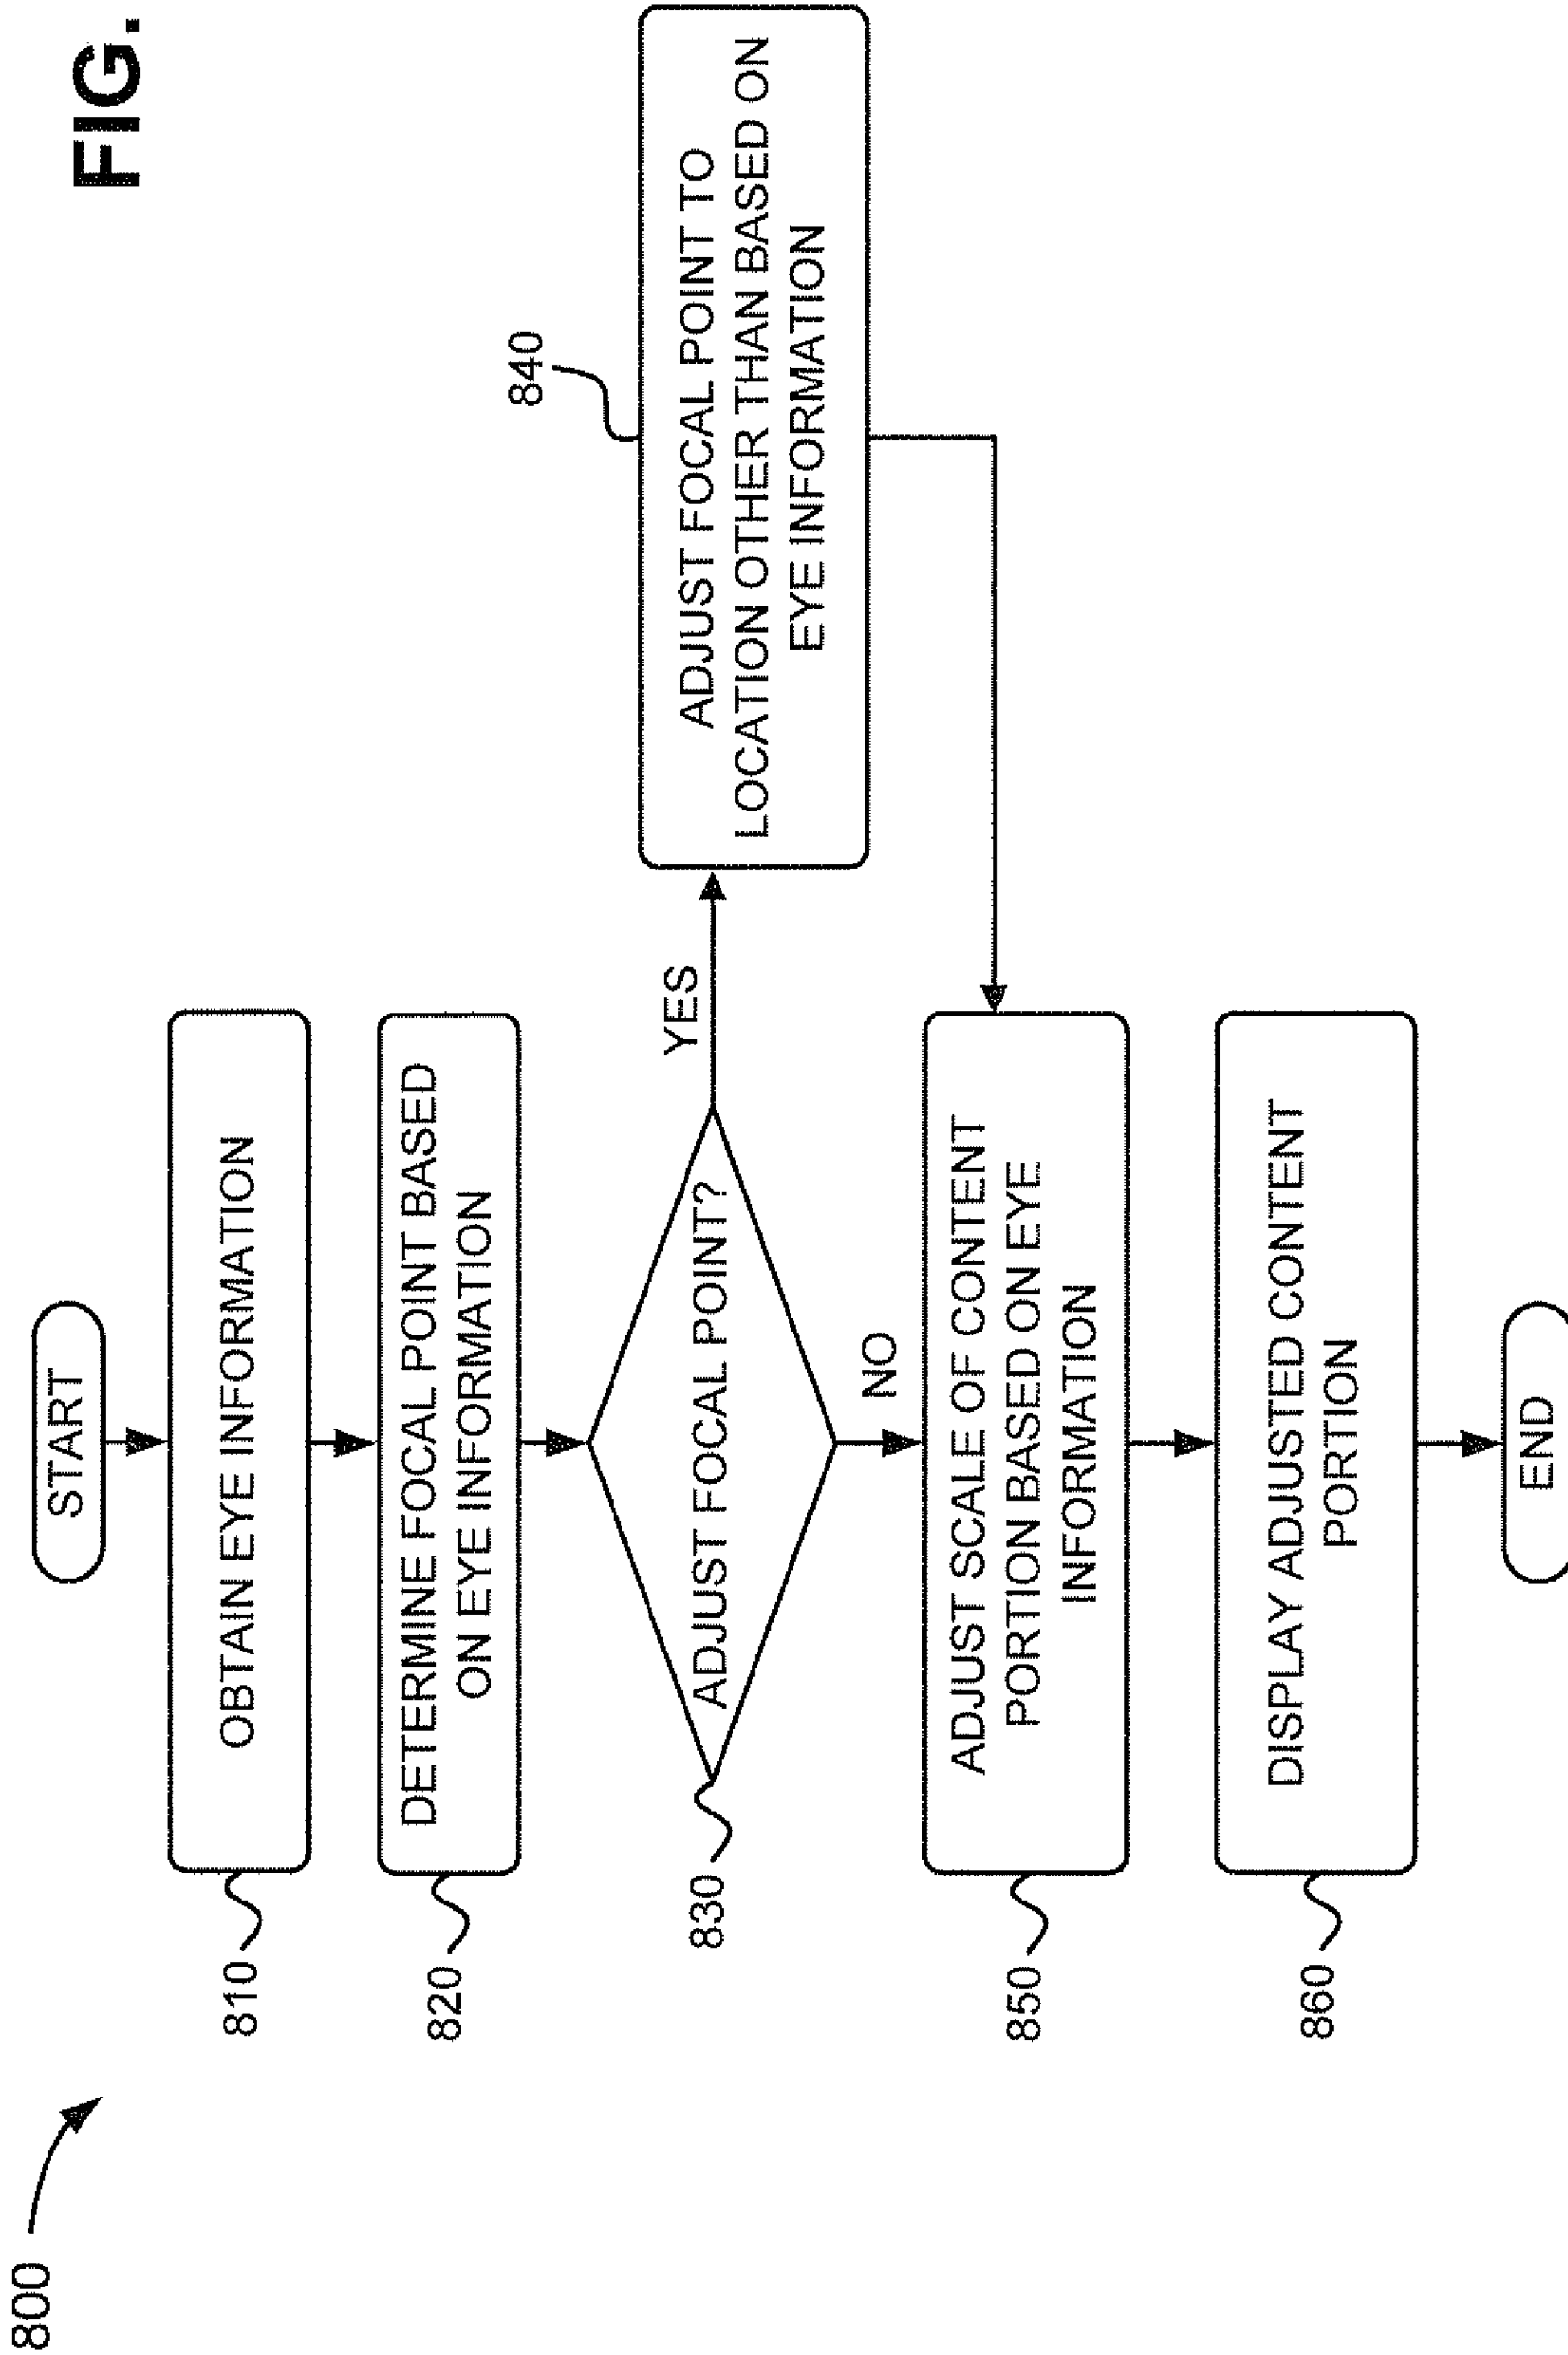 800
FIG.
START
OBTAIN EYE INFORMATION
810
DETERMINE FOCAL POINT BASED
ON EYE INFORMATION
820
ADJUST FOCAL POINT?
830
YES
840
ADJUST FOCAL POINT TO
LOCATION OTHER THAN BASED ON
EYE INFORMATION
NO
ADJUST SCALE OF CONTENT
PORTION BASED ON EYE
INFORMATION
850
DISPLAY ADJUSTED CONTENT
PORTION
860
END